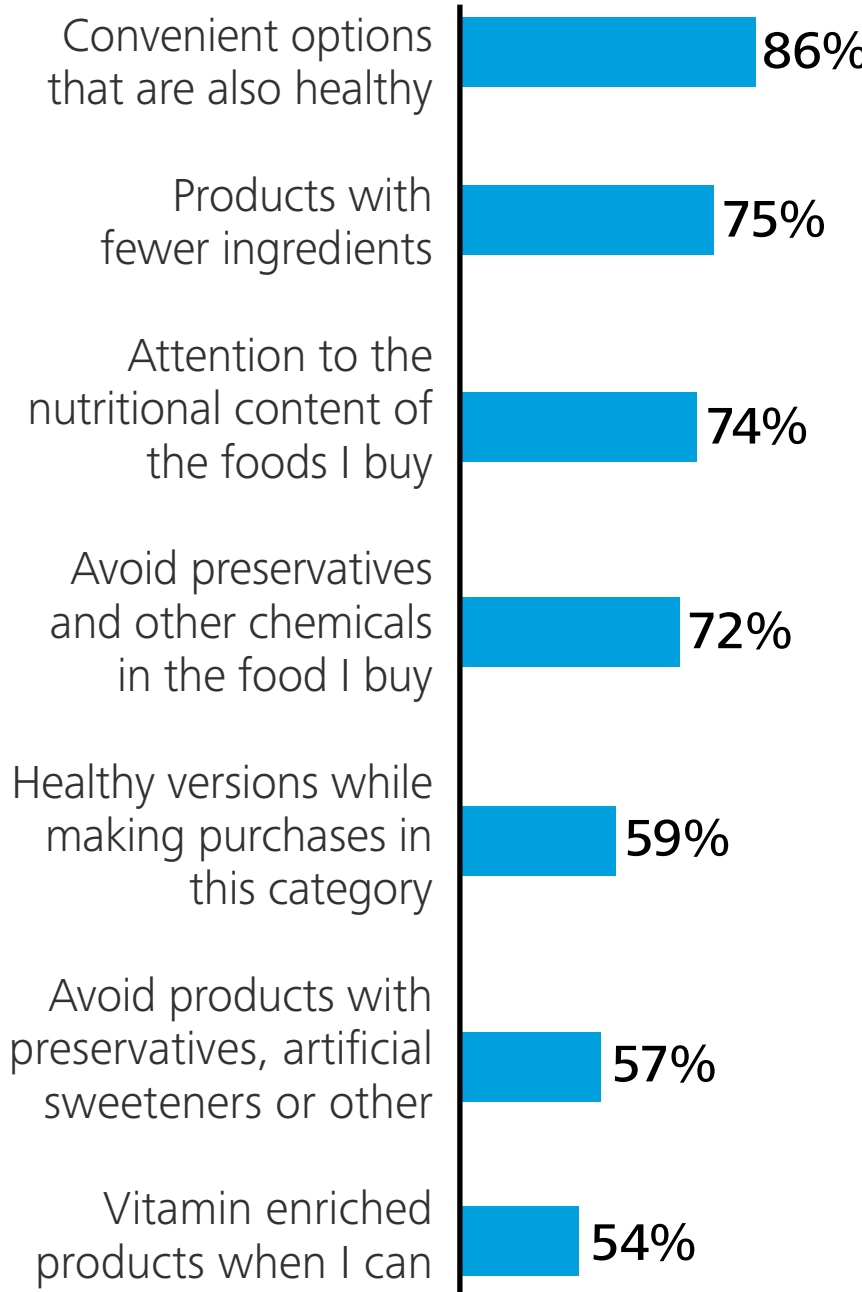 Convenient options
that are also healthy
86%
Products with
fewer ingredients
75%
Attention to the
nutritional content of
the foods I buy
74%
Avoid preservatives
and other chemicals
in the food I buy
72%
Healthy versions while
making purchases in
this category
59%
Avoid products with
preservatives, artificial
sweeteners or other
57%
Vitamin enriched
products when I can
54%